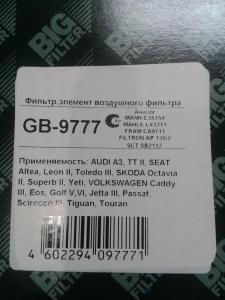 BIG
FILTER
Фильтр.элемент воздушного фильтра
GB-9777
Аналог
MANN C35154
MAHLE LX1211
FRAM CA9711
FILTRON AP 139/2
SCT SB2117
Применяемость: AUDI A3, TT II, SEAT
Altea, Leon II, Toledo III, SKODA Octavia
II, Superb II, Yeti, VOLKSWAGEN Caddy
III, Eos, Golf V,VI, Jetta III, Passat,
Scirocco III, Tiguan, Touran
4 602294 097771